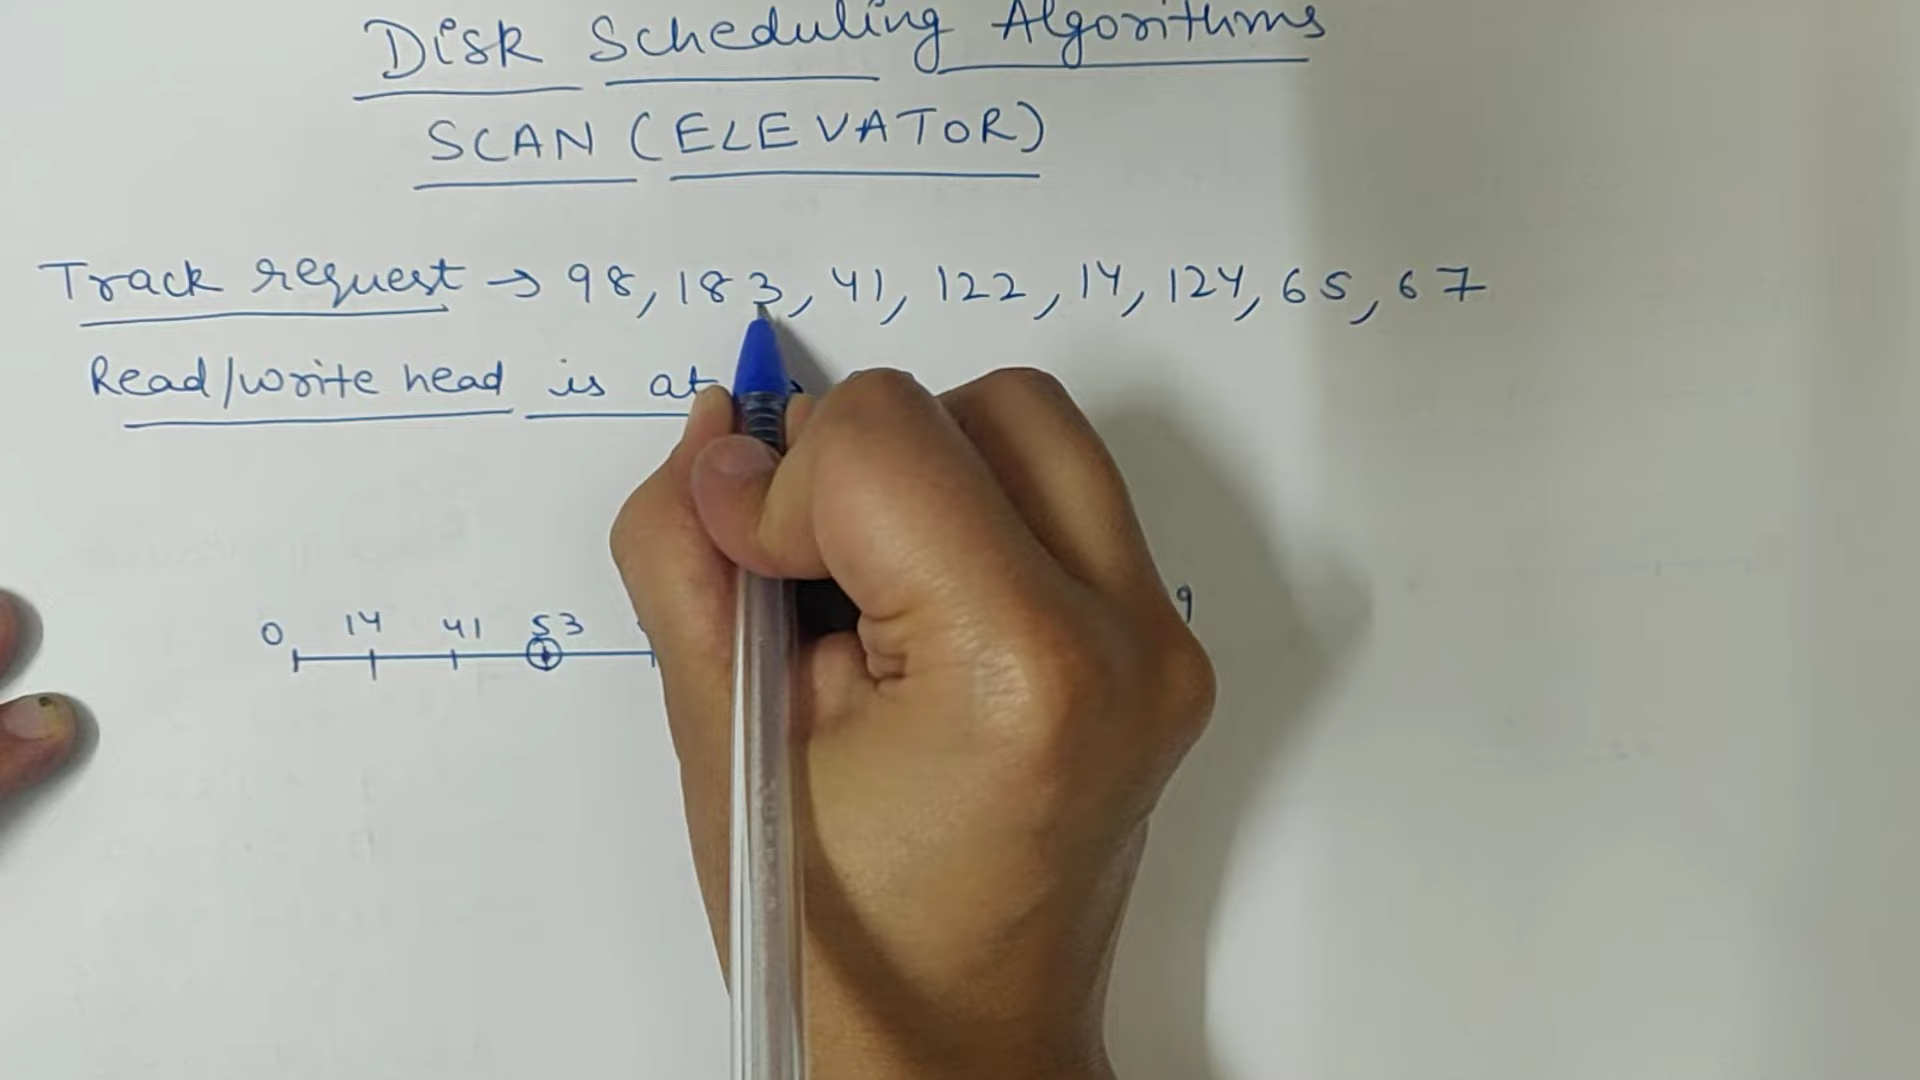 Disk Scheduling Algorithms
SCAN (ELEVATOR)
Track request → 98, 183, 41, 122, 14, 124, 65, 67
Read/write head is at
0 14 41 53 9